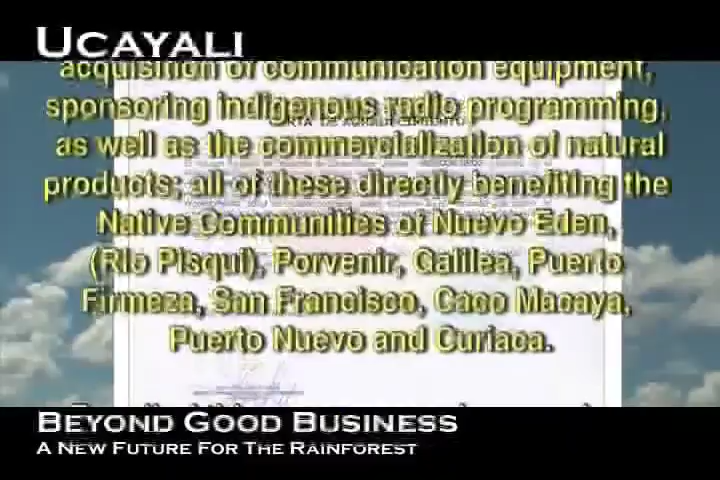 UCAYALI
acquisition of communication equipment,
sponsoring indigenous radio programming,
as well as the commercialization of natural
products; all of these directly benefiting the
Native Communities of Nuevo Eden,
(Rio Pisqui), Porvenir, Galilea, Puerto
Firmeza, San Francisco, Caco Macaya,
Puerto Nuevo and Curiaca.
BEYOND GOOD BUSINESS
A NEW FUTURE FOR THE RAINFOREST